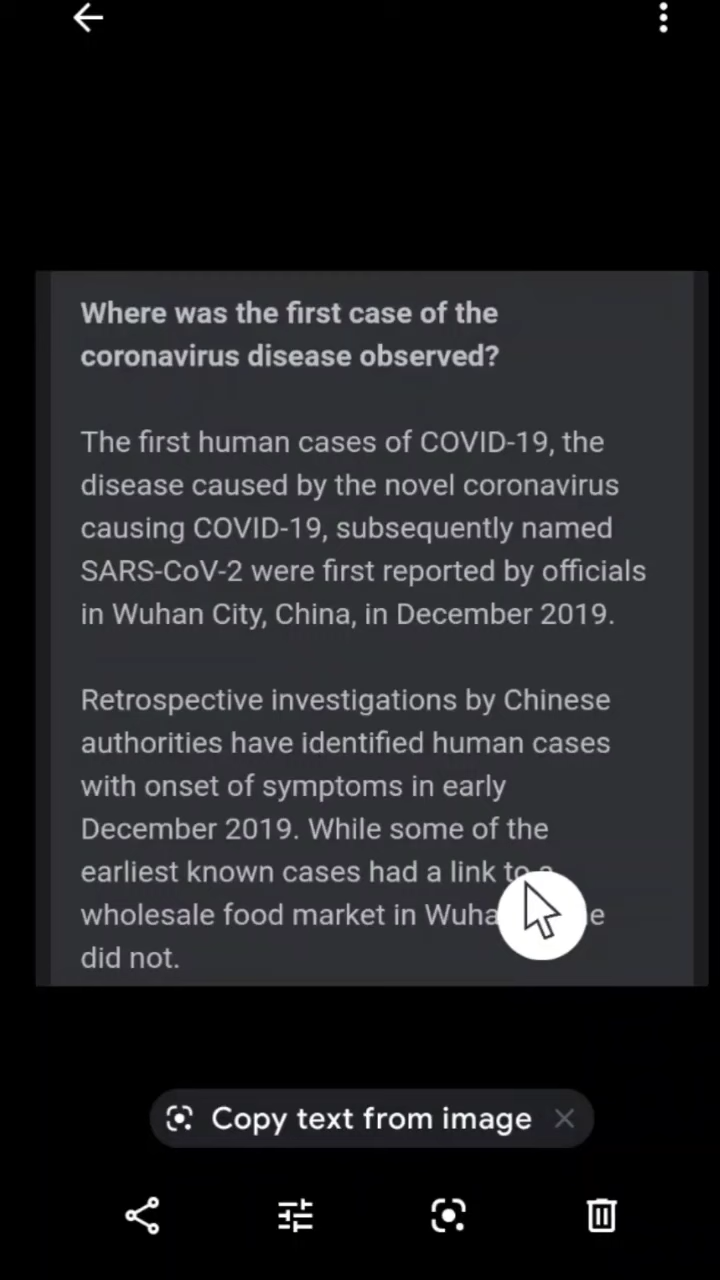 Where was the first case of the
coronavirus disease observed?
The first human cases of COVID-19, the
disease caused by the novel coronavirus
causing COVID-19, subsequently named
SARS-CoV-2 were first reported by officials
in Wuhan City, China, in December 2019.
Retrospective investigations by Chinese
authorities have identified human cases
with onset of symptoms in early
December 2019. While some of the
earliest known cases had a link to a
wholesale food market in
did not.
Copy text from image